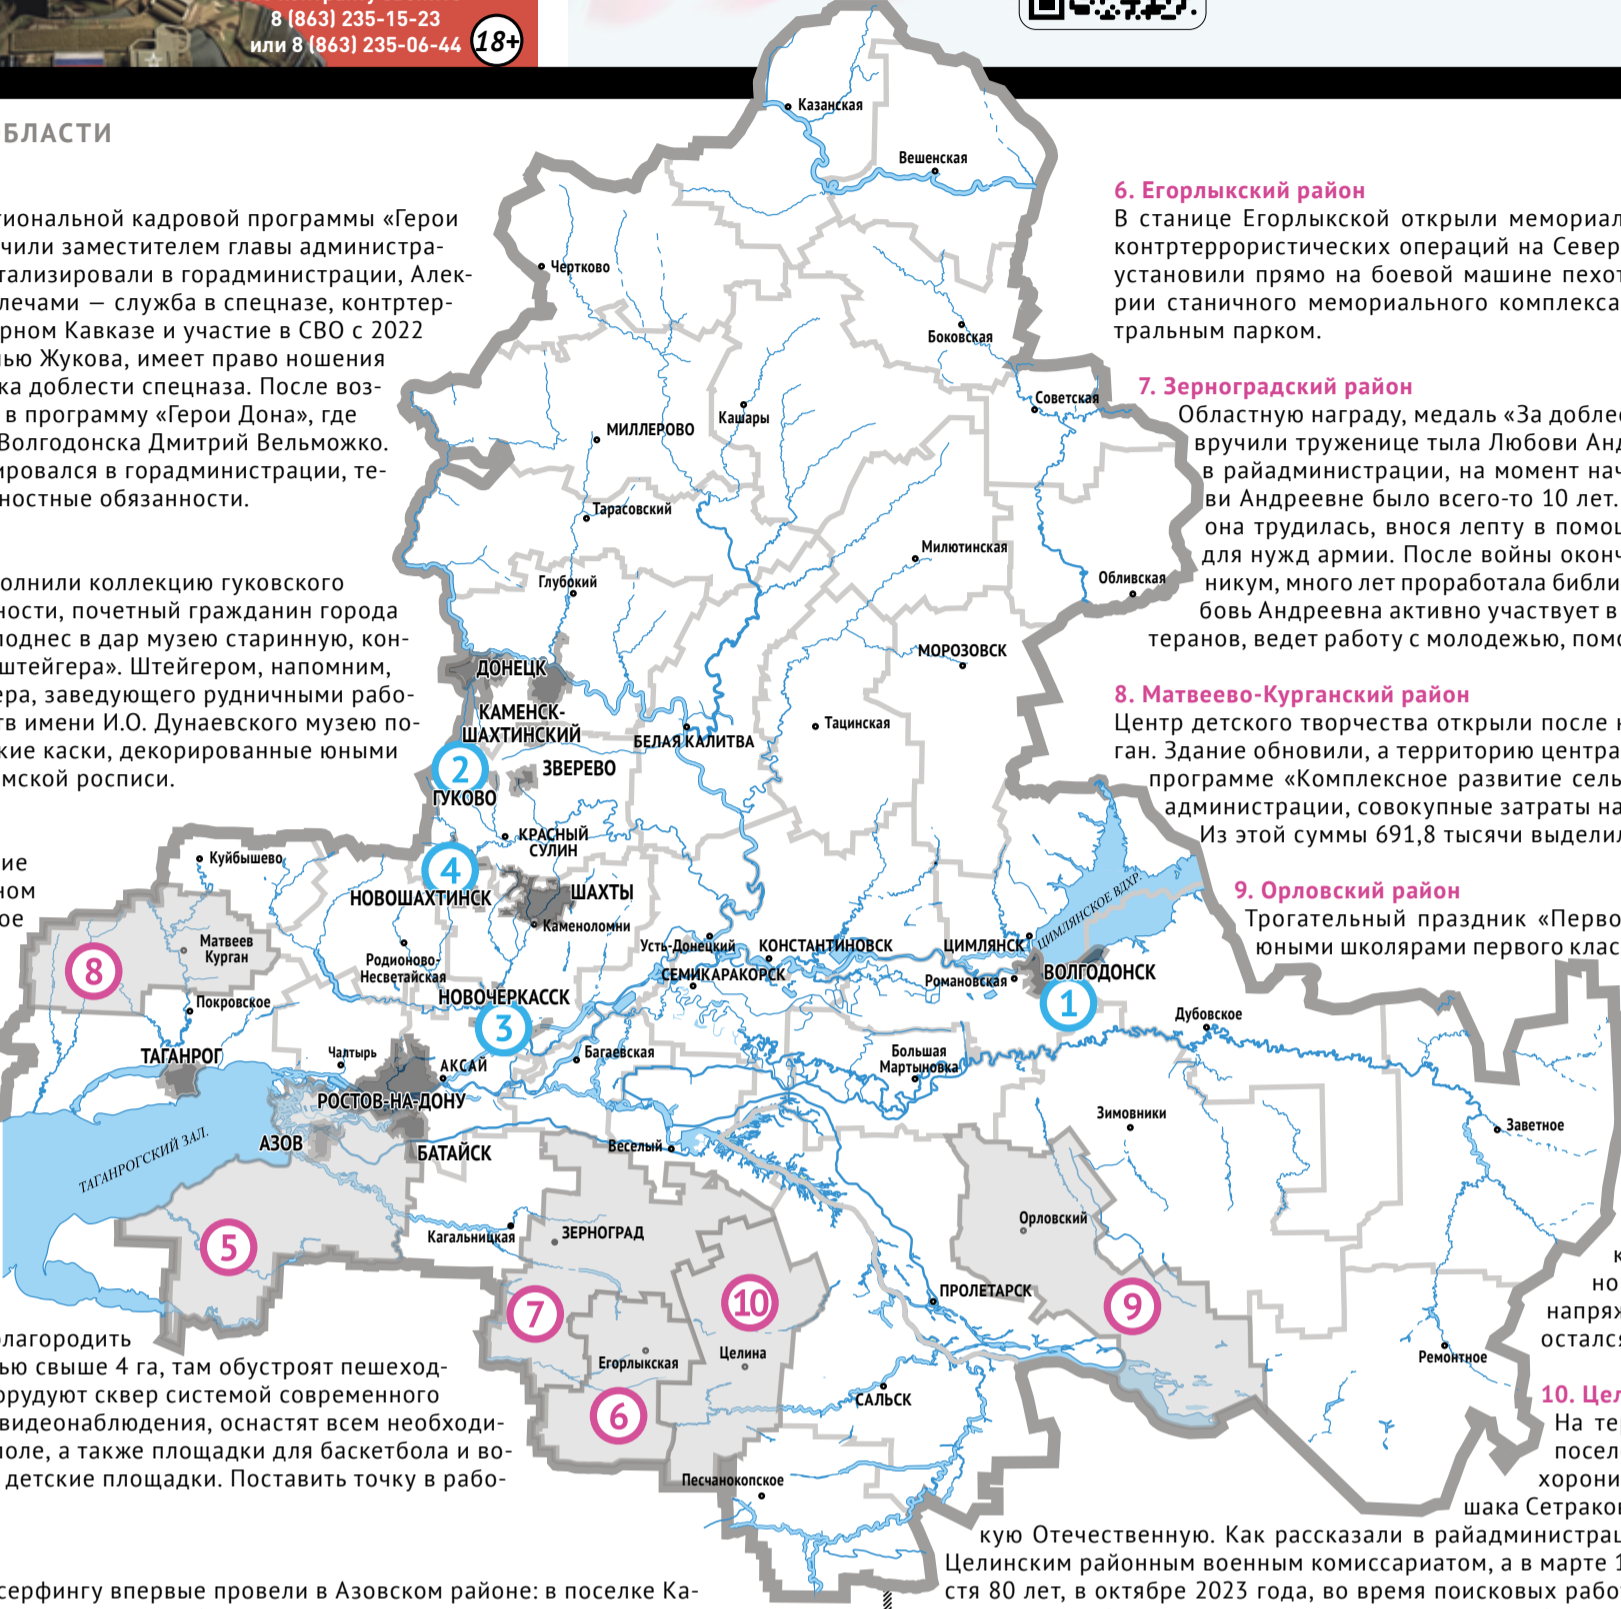 8 (863) 235-15-23
или 8 (863) 235-06-44
18+
БЛАСТИ
гиональной кадровой программы «Герои
чили заместителем главы администра-
тализировали в горадминистрации, Алек-
лечами — служба в спецназе, контртер-
рном Кавказе и участие в СВО с 2022
нью Жукова, имеет право ношения
ка доблести спецназа. После воз-
в программу «Герои Дона», где
Волгодонска Дмитрий Вельможко.
ировался в горадминистрации, те-
ностные обязанности.
олнили коллекцию гуковского
ности, почетный гражданин города
поднес в дар музею старинную, кон-
штейгера». Штейгером, напомним,
ера, заведующего рудничными рабо-
тв имени И.О. Дунаевского музею по-
кие каски, декорированные юными
мской росписи.
ие
ном
ое
лагородить
ью свыше 4 га, там обустроят пешеход-
орудуют сквер системой современного
видеонаблюдения, оснастят всем необходи-
поле, а также площадки для баскетбола и во-
детские площадки. Поставить точку в рабо-
серфингу впервые провели в Азовском районе: в поселке Ка-
Казанская
Вешенская
Чертково
Боковская
Советская
Кашары
МИЛЛЕРОВО
Тарасовский
Милютинская
Глубокий
Обливская
МОРОЗОВСК
ДОНЕЦК
КАМЕНСК-
ШАХТИНСКИЙ
БЕЛАЯ КАЛИТВА
Тацинская
2
ЗВЕРЕВО
ГУКОВО
КРАСНЫЙ
СУЛИН
Куйбышево
4
НОВОШАХТИНСК
ШАХТЫ
Каменоломни
Матвеев
Курган
8
Родионово-
Несветайская
Усть-Донецкий
КОНСТАНТИНОВСК
ЦИМЛЯНСК
ЦИМЛЯНСКОЕ ВДХР.
СЕМИКАРАКОРСК
Романовская
ВОЛГОДОНСК
1
Покровское
НОВОЧЕРКАССК
3
Дубовское
ТАГАНРОГ
Чалтырь
АКСАЙ
Багаевская
Большая
Мартыновка
РОСТОВ-НА-ДОНУ
Зимовники
Заветное
ТАГАНРОГСКИЙ ЗАЛ.
АЗОВ
БАТАЙСК
Веселый
5
Кагальницкая
ЗЕРНОГРАД
Орловский
7
10
ПРОЛЕТАРСК
9
Егорлыкская
Целина
Ремонтное
6
САЛЬСК
Песчанокопское
6. Егорлыкский район
В станице Егорлыкской открыли мемориал
контртеррористических операций на Север
установили прямо на боевой машине пехот
рии станичного мемориального комплекса
тральным парком.
7. Зерноградский район
Областную награду, медаль «За доблес
вручили труженице тыла Любови Анд
в райадминистрации, на момент нач
ви Андреевне было всего-то 10 лет.
она трудилась, внося лепту в помощ
для нужд армии. После войны оконч
никум, много лет проработала библи
бовь Андреевна активно участвует в
теранов, ведет работу с молодежью, помо
8. Матвеево-Курганский район
Центр детского творчества открыли после к
ган. Здание обновили, а территорию центра
программе «Комплексное развитие сель
администрации, совокупные затраты на
Из этой суммы 691,8 тысячи выделил
9. Орловский район
Трогательный праздник «Перво
юными школярами первого клас
к
но
напряж
остался
10. Цел
На тер
посел
хорони
шака Сетраков
кую Отечественную. Как рассказали в райадминистрац
Целинским районным военным комиссариатом, а в марте 1
стя 80 лет, в октябре 2023 года, во время поисковых рабо